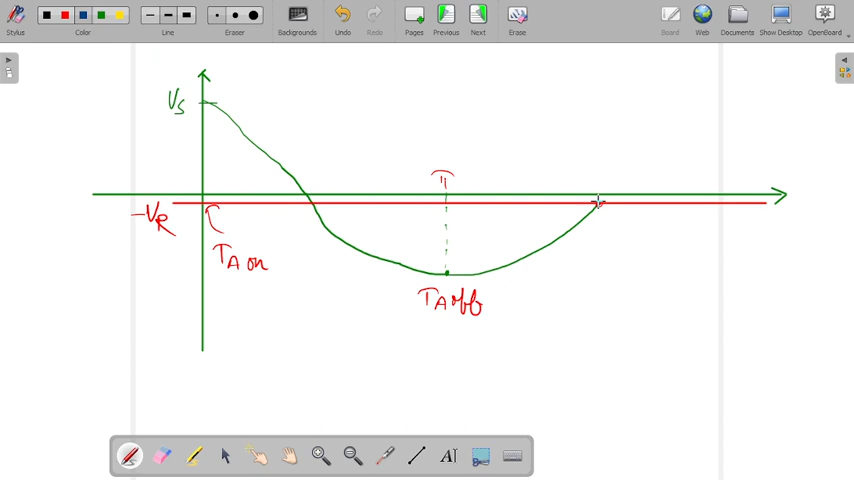 Stylus
Color
Line
Eraser
Backgrounds
Undo
Redo
Pages
Previous
Next
Erase
Board
Web
Documents
Show Desktop
OpenBoard
Vs
π
-VR
TA on
TA off